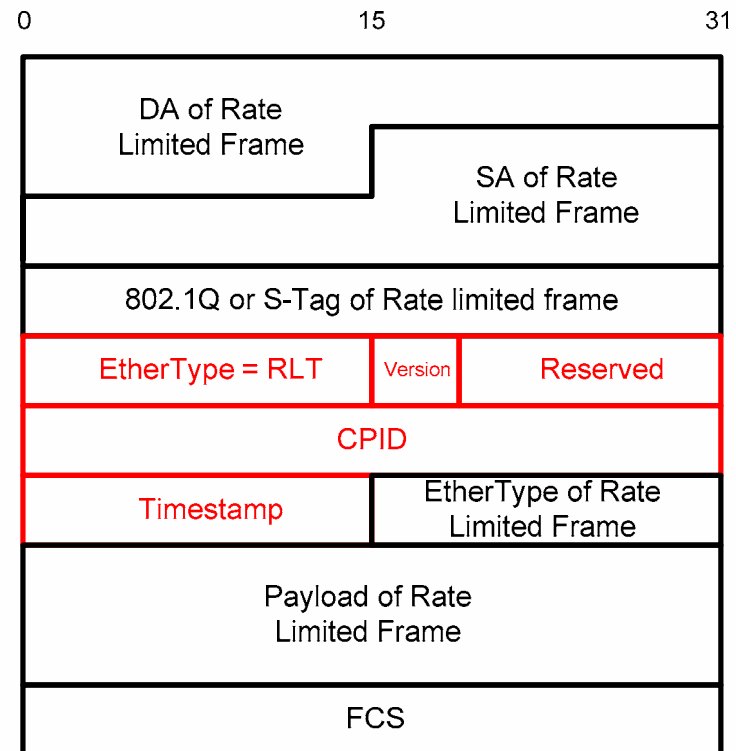 0 15 31
DA of Rate
Limited Frame
SA of Rate
Limited Frame
802.1Q or S-Tag of Rate limited frame
EtherType = RLT Version Reserved
CPID
Timestamp
EtherType of Rate
Limited Frame
Payload of Rate
Limited Frame
FCS